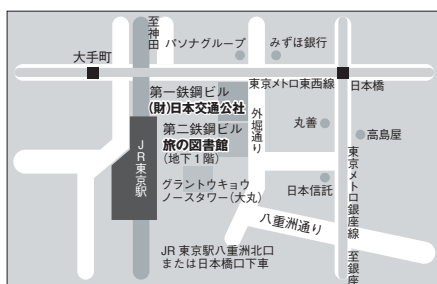 至神田
パソナグループ
みずほ銀行
大手町
東京メトロ東西線
日本橋
第一鉄鋼ビル
(財)日本交通公社
外堀通り
丸善
高島屋
第二鉄鋼ビル
旅の図書館
(地下1階)
JR東京駅
グラントウキョウ
ノースタワー(大丸)
日本信託
東京メトロ銀座線
八重洲通り
至銀座
JR東京駅八重洲北口
または日本橋口下車